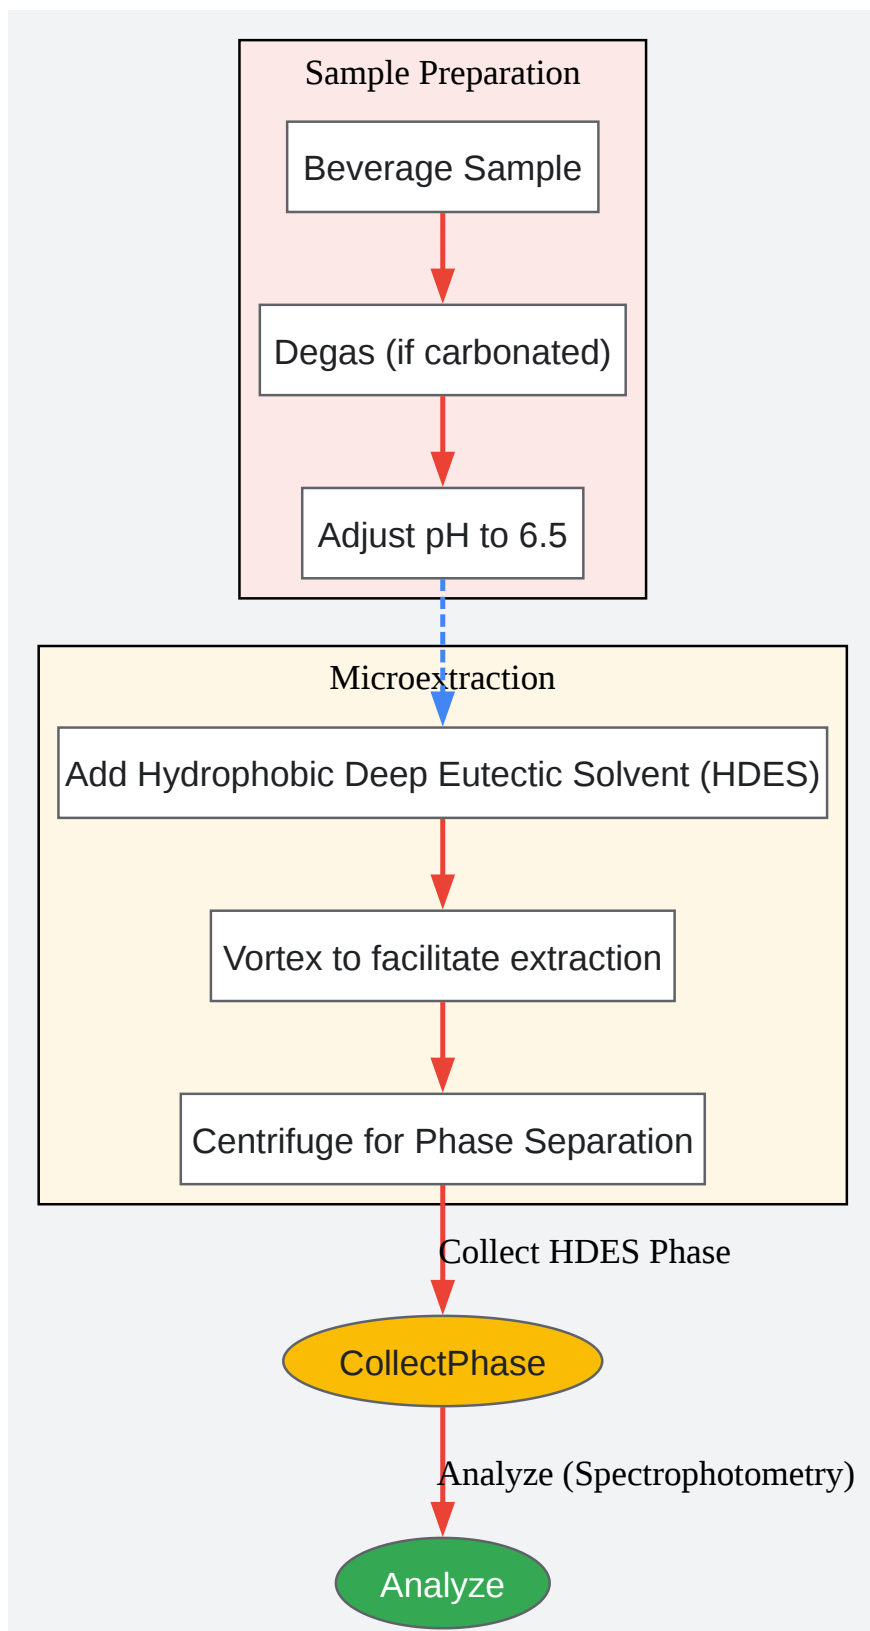 Sample Preparation
Beverage Sample
Degas (if carbonated)
Adjust pH to 6.5
Microextraction
Add Hydrophobic Deep Eutectic Solvent (HDES)
Vortex to facilitate extraction
Centrifuge for Phase Separation
Collect HDES Phase
CollectPhase
Analyze (Spectrophotometry)
Analyze